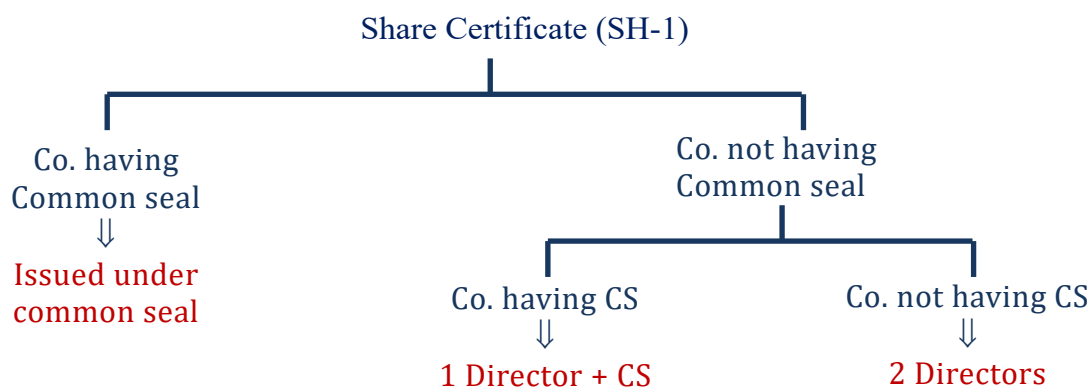 Share Certificate (SH-1)
Co. having
Common seal
⇓
Issued under
common seal
Co. not having
Common seal
Co. having CS
⇓
1 Director + CS
Co. not having CS
⇓
2 Directors